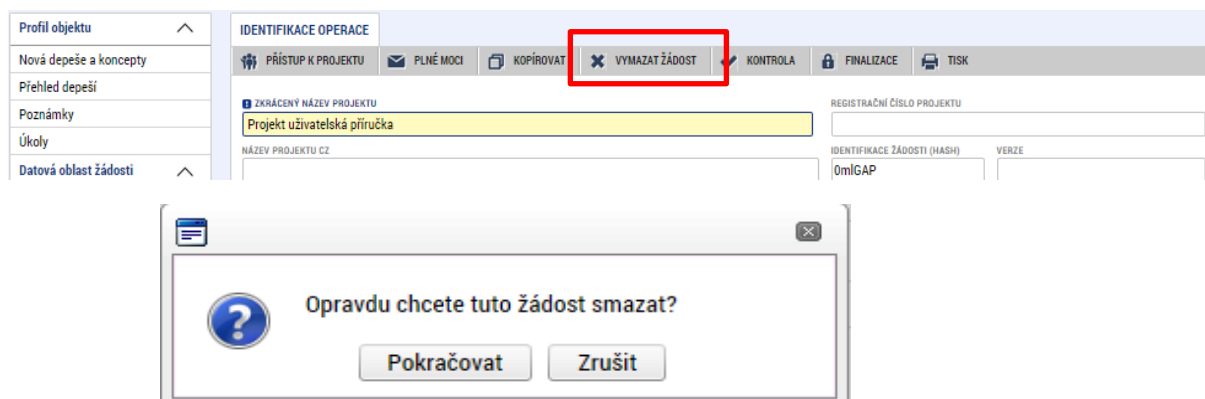 Profil objektu
IDENTIFIKACE OPERACE
Nová depeše a koncepty
PŘÍSTUP K PROJEKTU PLNÉ MOCI KOPÍROVAT VYMAZAT ŽÁDOST KONTROLA FINALIZACE TISK
Přehled depeší
Poznámky
Úkoly
Datová oblast žádosti
ZKRÁCENÝ NÁZEV PROJEKTU
REGISTRAČNÍ ČÍSLO PROJEKTU
Projekt uživatelská příručka
NÁZEV PROJEKTU CZ
IDENTIFIKACE ŽÁDOSTI (HASH) VERZE
0mlGAP
Opravdu chcete tuto žádost smazat?
Pokračovat Zrušit